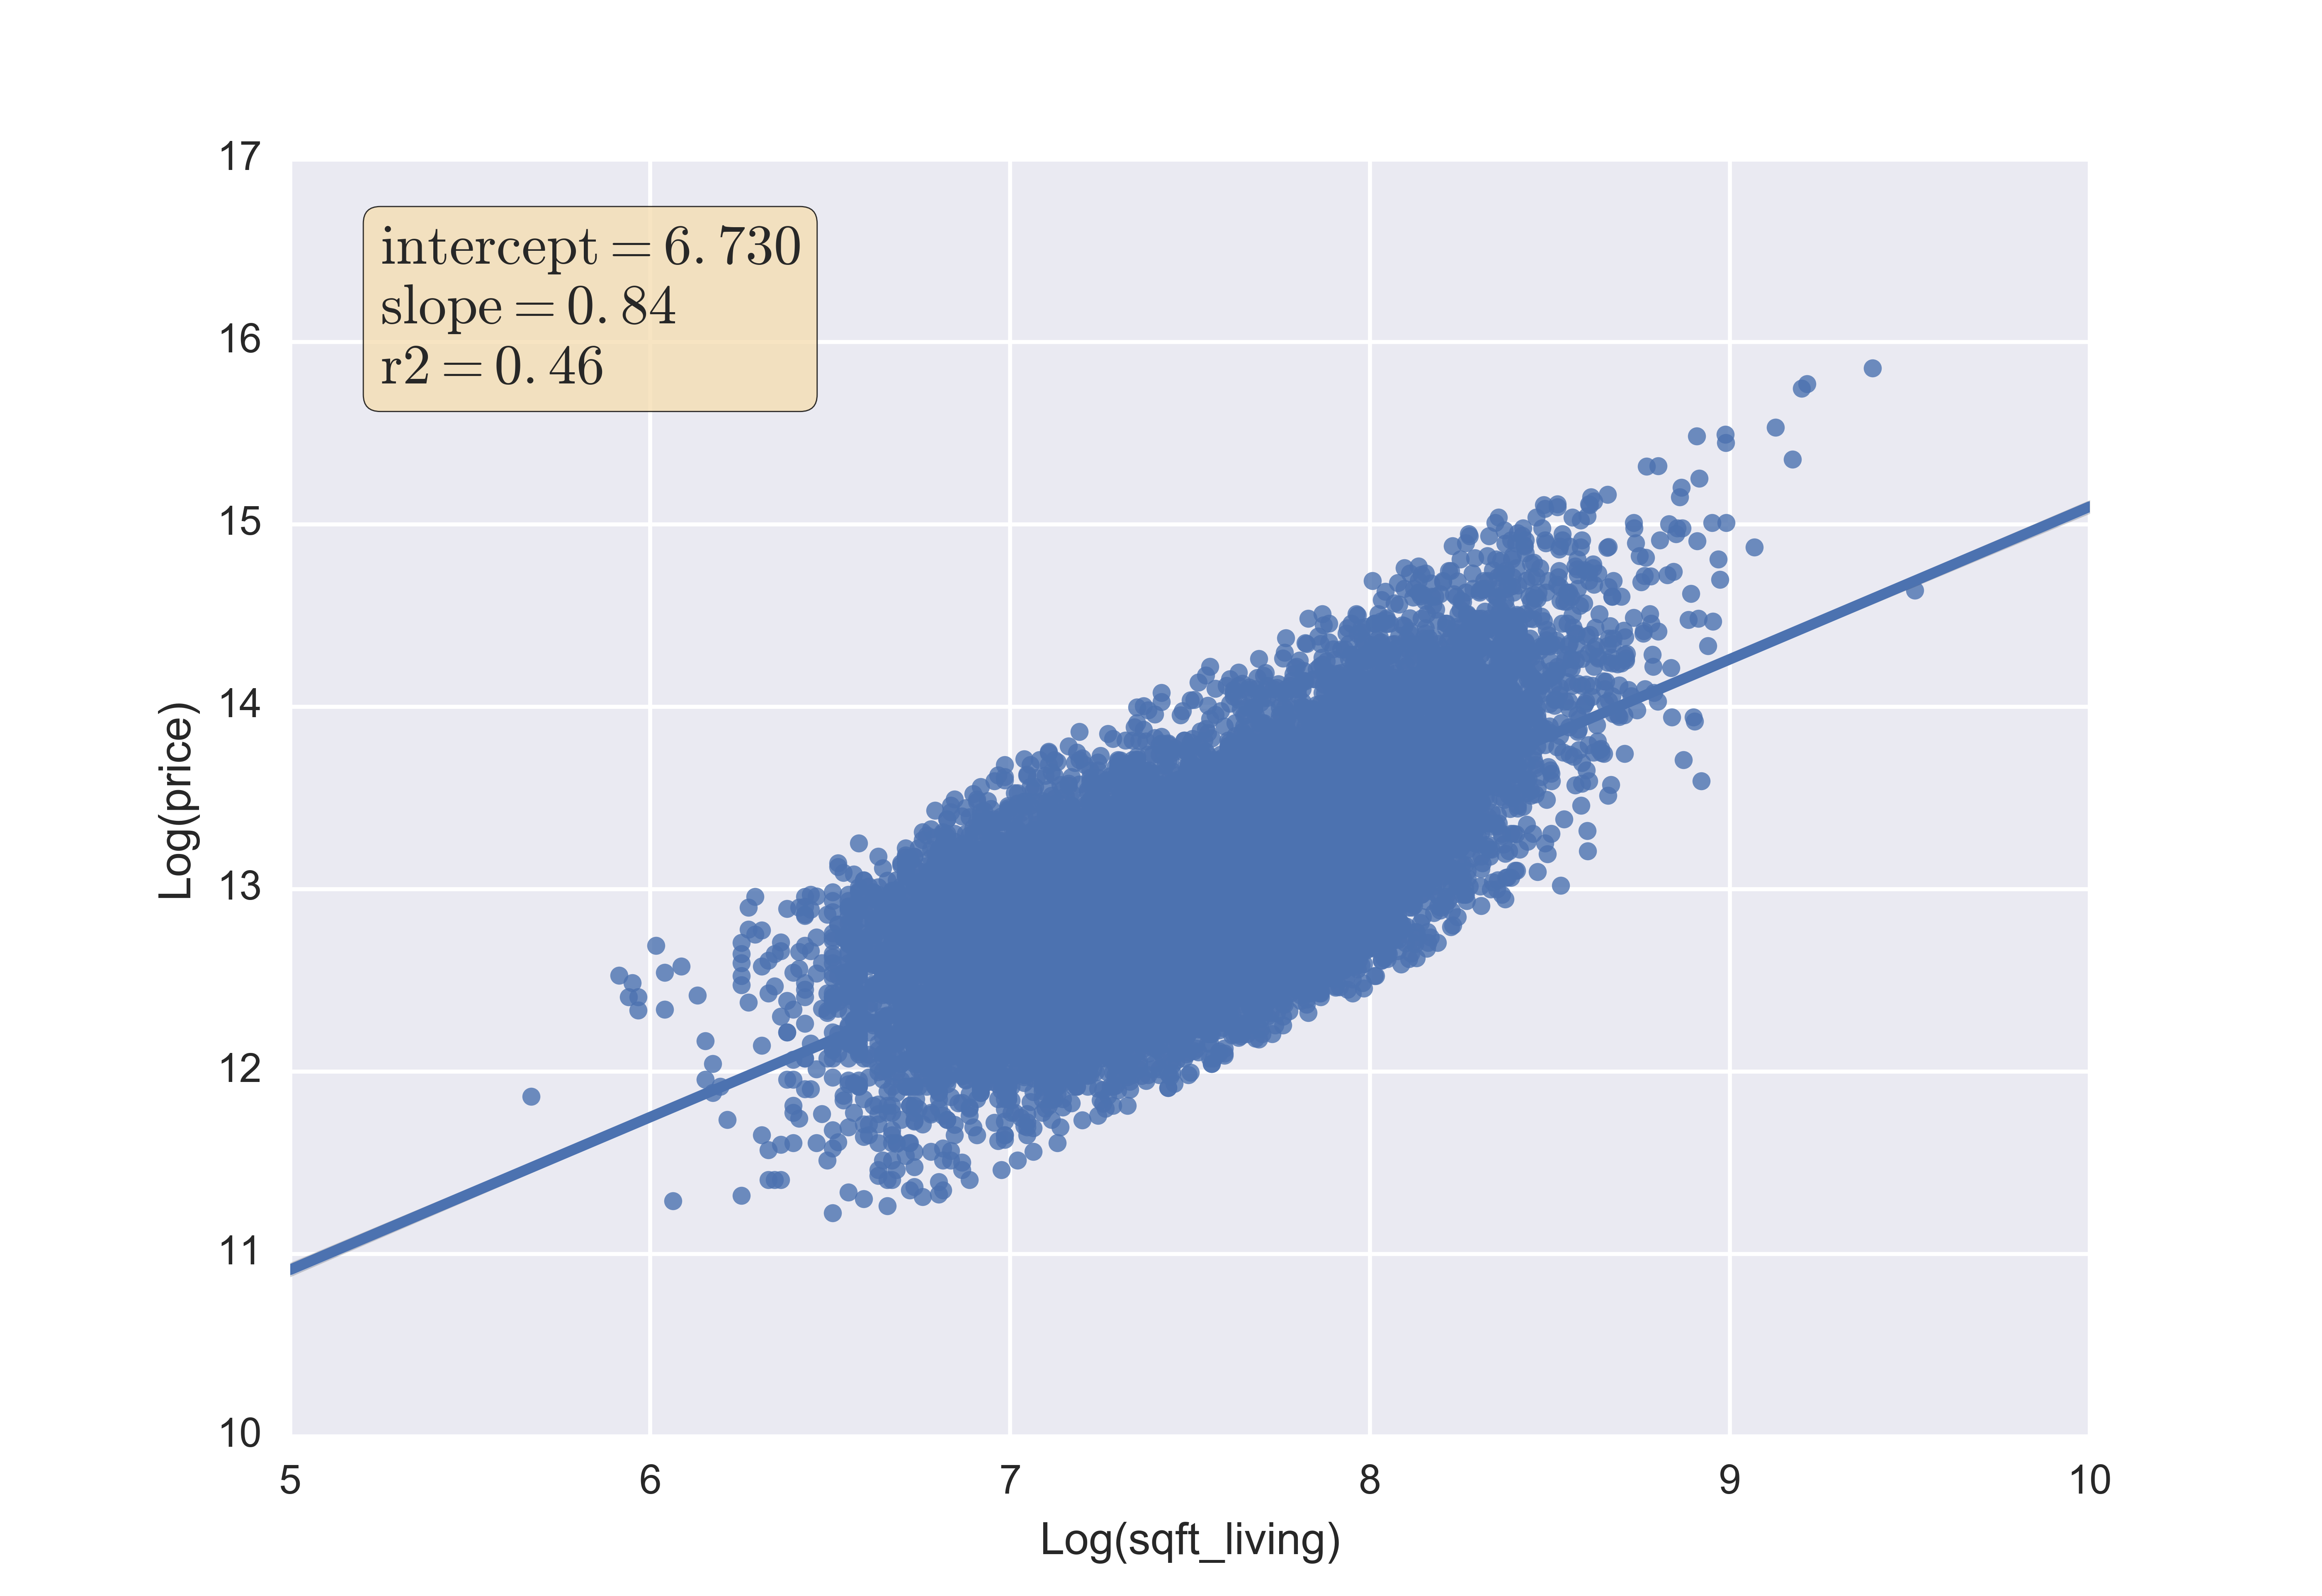 17
16
15
14
13
12
11
10
intercept = 6.730
slope = 0.84
r2 = 0.46
Log(price)
5 6 7 8 9 10
Log(sqft_living)